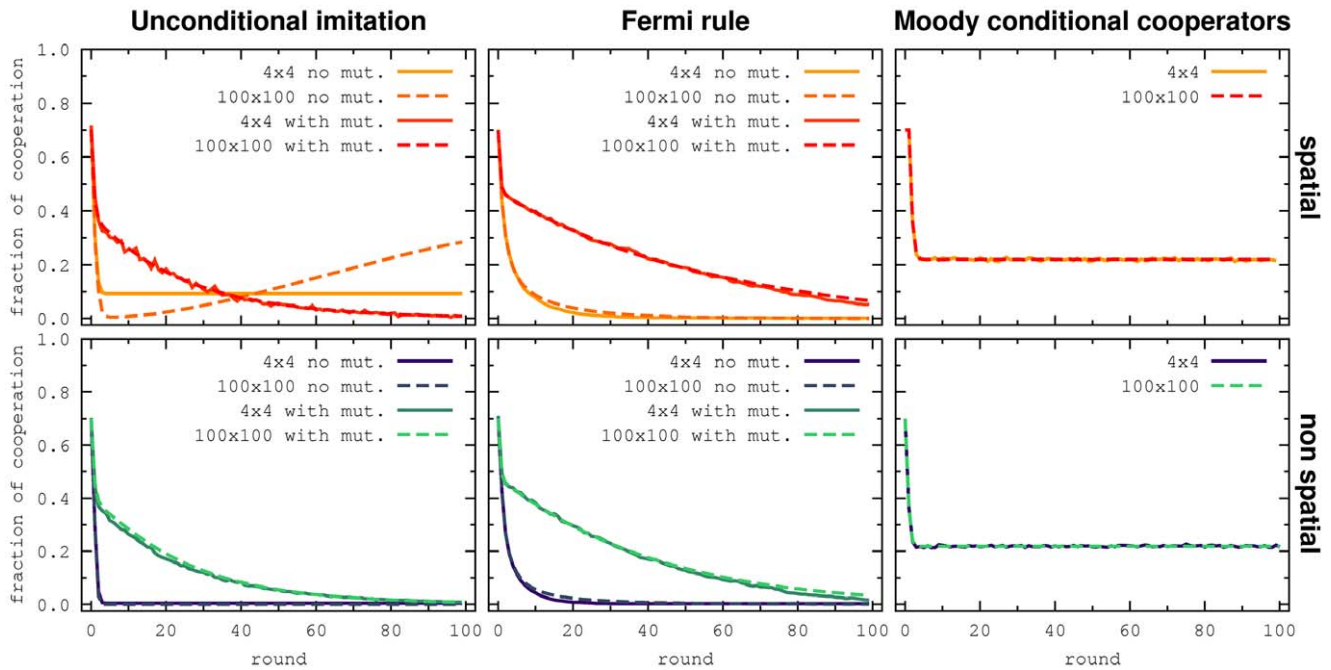 Unconditional imitation
Fermi rule
Moody conditional cooperators
1.0
0.8
0.6
0.4
0.2
0.0
fraction of cooperation
4x4 no mut.
100x100 no mut.
4x4 with mut.
100x100 with mut.
4x4 no mut.
100x100 no mut.
4x4 with mut.
100x100 with mut.
4x4
100x100
spatial
1.0
0.8
0.6
0.4
0.2
0.0
fraction of cooperation
4x4 no mut.
100x100 no mut.
4x4 with mut.
100x100 with mut.
4x4 no mut.
100x100 no mut.
4x4 with mut.
100x100 with mut.
4x4
100x100
non spatial
0 20 40 60 80 100
0 20 40 60 80 100
0 20 40 60 80 100
round
round
round